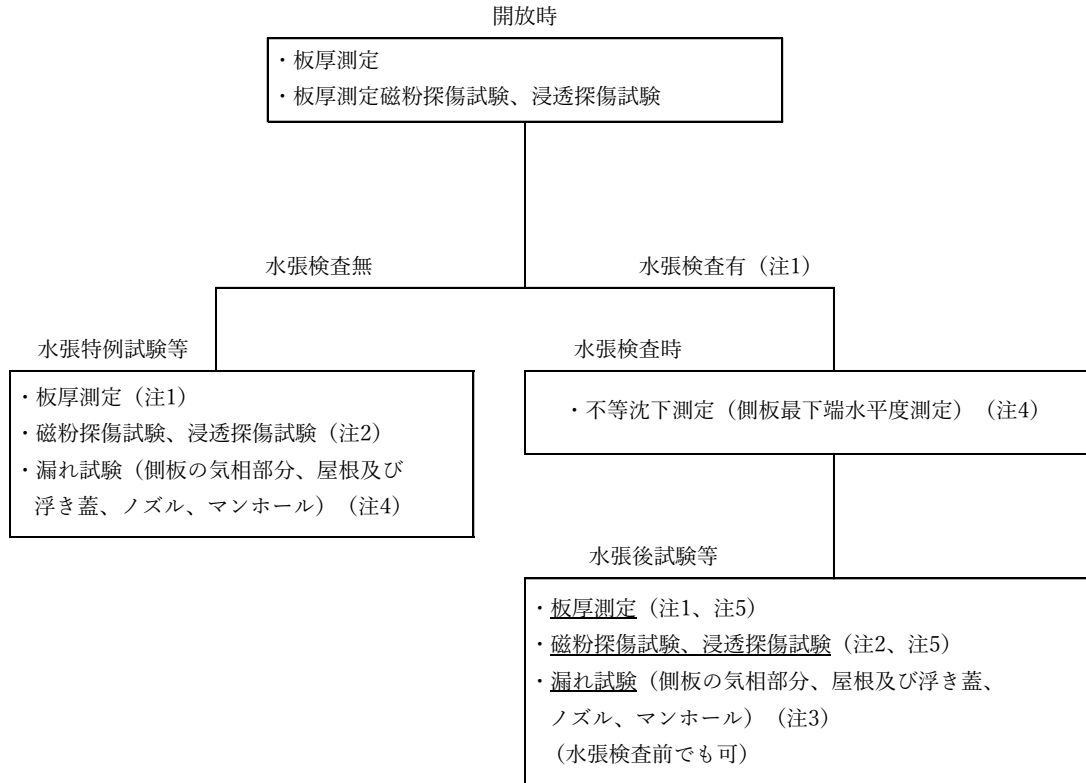 開放時
・板厚測定
・板厚測定磁粉探傷試験、浸透探傷試験
水張検査無
水張検査有（注1）
水張特例試験等
・板厚測定（注1）
・磁粉探傷試験、浸透探傷試験（注2）
・漏れ試験（側板の気相部分、屋根及び
浮き蓋、ノズル、マンホール）（注4）
水張検査時
・不等沈下測定（側板最下端水平度測定）（注4）
水張後試験等
・板厚測定（注1、注5）
・磁粉探傷試験、浸透探傷試験（注2、注5）
・漏れ試験（側板の気相部分、屋根及び浮き蓋、
ノズル、マンホール）（注3）
（水張検査前でも可）